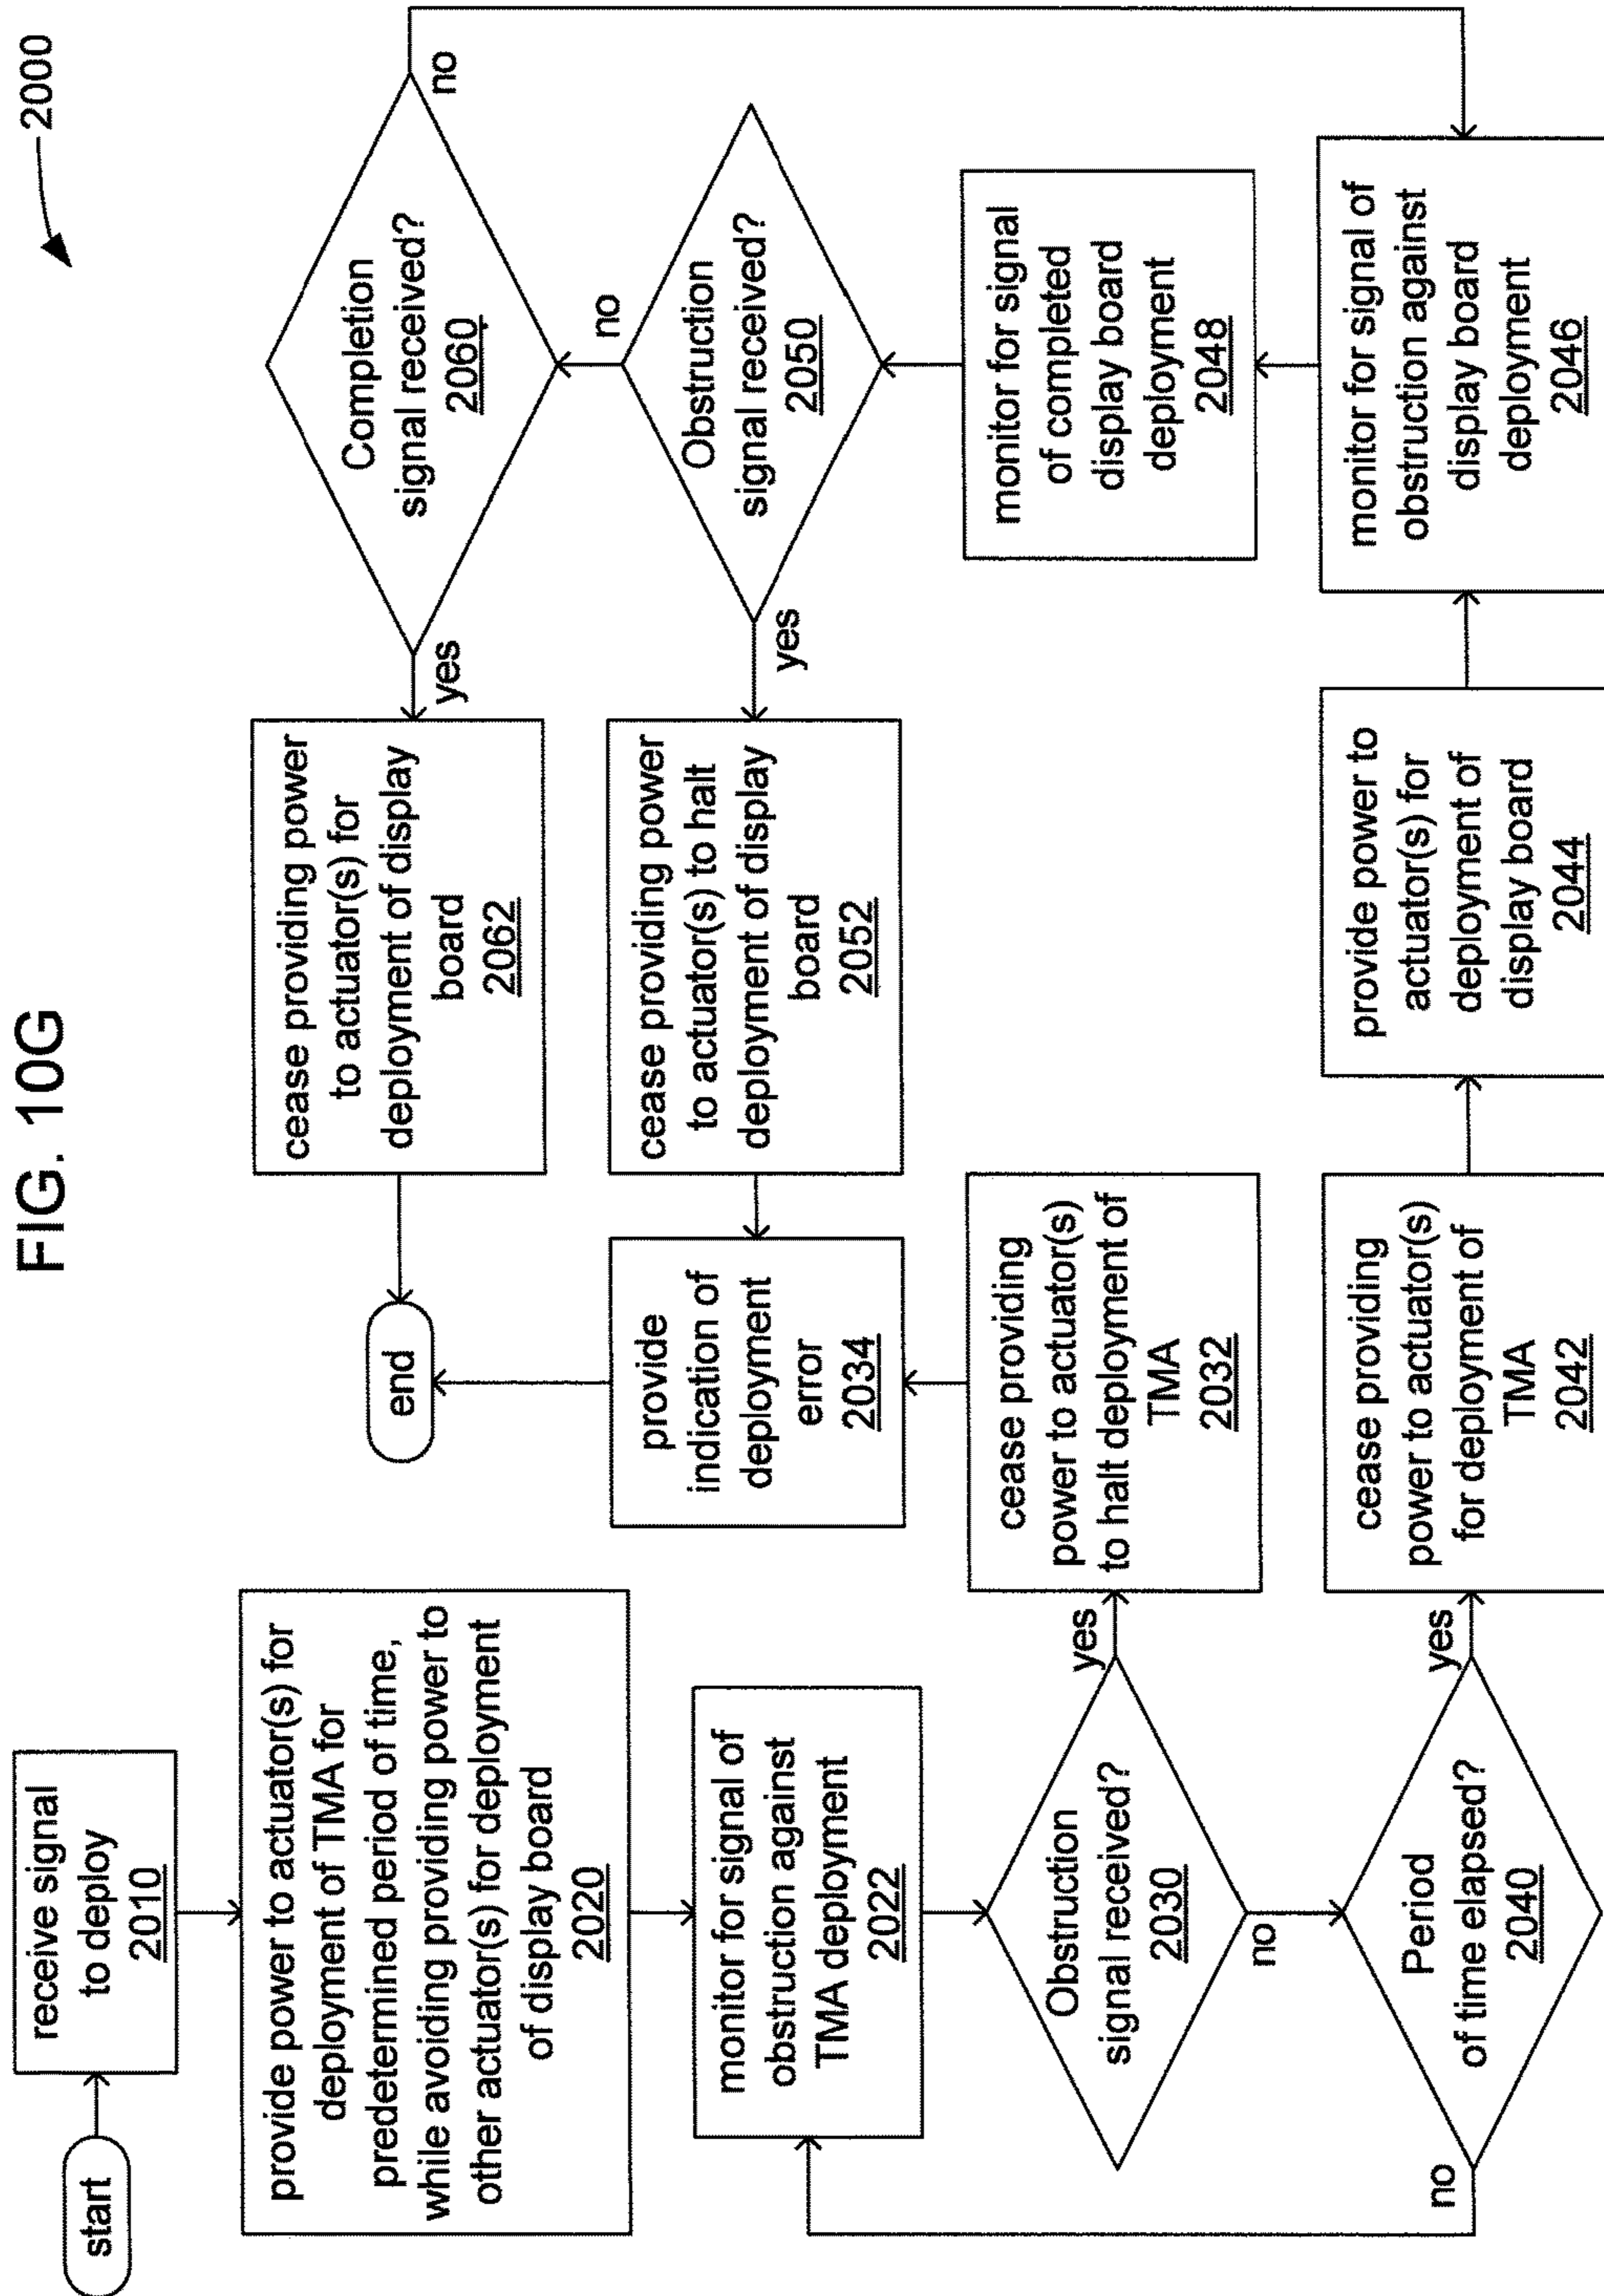 FIG. 10G
2000
start
receive signal
to deploy
2010
provide power to actuator(s) for
deployment of TMA for
predetermined period of time,
while avoiding providing power to
other actuator(s) for deployment
of display board
2020
monitor for signal of
obstruction against
TMA deployment
2022
Obstruction
signal received?
2030
yes
no
Period
of time elapsed?
2040
yes
no
cease providing
power to actuator(s)
to halt deployment of
TMA
2032
provide
indication of
deployment
error
2034
end
cease providing
power to actuator(s)
for deployment of
TMA
2042
provide power to
actuator(s) for
deployment of
display board
2044
monitor for signal of
obstruction against
display board
deployment
2046
monitor for signal
of completed
display board
deployment
2048
Obstruction
signal received?
2050
yes
no
cease providing power
to actuator(s) to halt
deployment of display
board
2052
Completion
signal received?
2060
yes
no
cease providing power
to actuator(s) for
deployment of display
board
2062